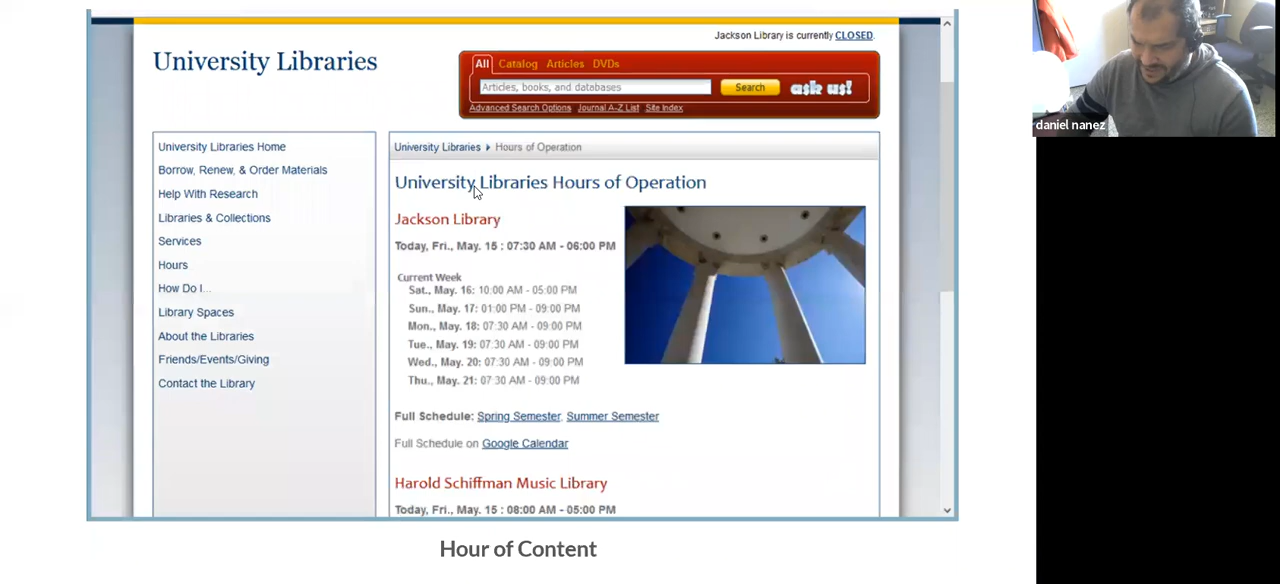 Jackson Library is currently CLOSED.
University Libraries
All Catalog Articles DVDs
Articles, books, and databases
Search
ask us!
Advanced Search Options Journal A-Z List Site Index
University Libraries Home
Borrow, Renew, & Order Materials
Help With Research
Libraries & Collections
Services
Hours
How Do I...
Library Spaces
About the Libraries
Friends/Events/Giving
Contact the Library
University Libraries Hours of Operation
University Libraries Hours of Operation
Jackson Library
Today, Fri., May. 15 : 07:30 AM - 06:00 PM
Current Week
Sat., May. 16: 10:00 AM - 05:00 PM
Sun., May. 17: 01:00 PM - 09:00 PM
Mon., May. 18: 07:30 AM - 09:00 PM
Tue., May. 19: 07:30 AM - 09:00 PM
Wed., May. 20: 07:30 AM - 09:00 PM
Thu., May. 21: 07:30 AM - 09:00 PM
Full Schedule: Spring Semester, Summer Semester
Full Schedule on Google Calendar
Harold Schiffman Music Library
Today, Fri., May. 15 : 08:00 AM - 05:00 PM
Hour of Content
daniel nanez